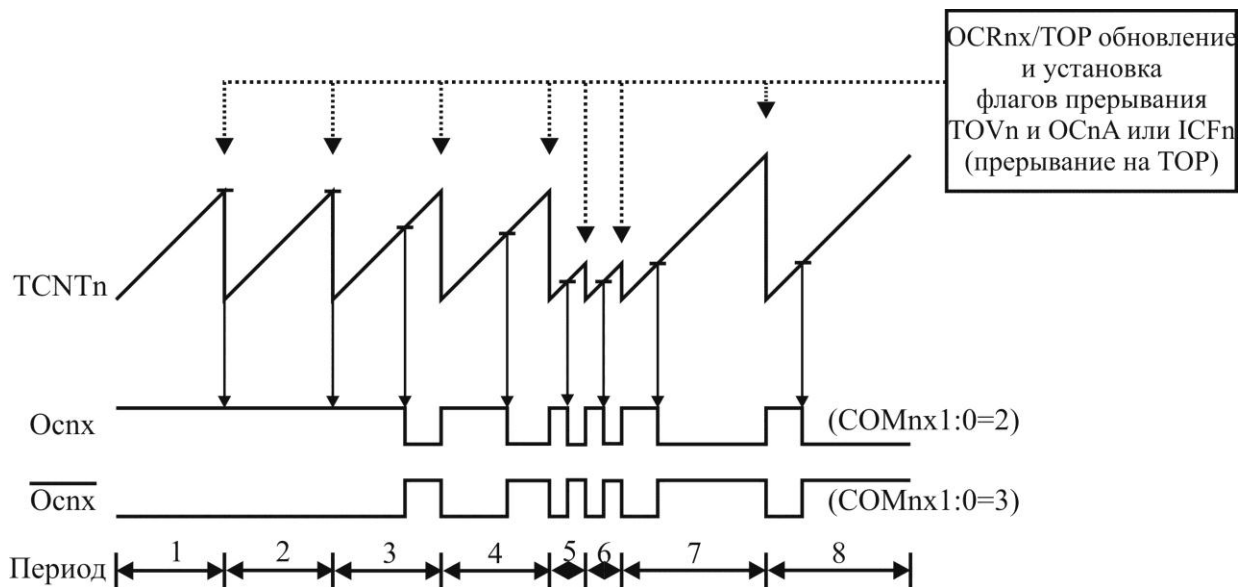 OCRnx/TOP обновление
и установка
флагов прерывания
TOVn и OCnA или ICFn
(прерывание на TOP)
TCNTn
Ocnx
(COMnx1:0=2)
Ocnx
(COMnx1:0=3)
Период
1 2 3 4 5 6 7 8